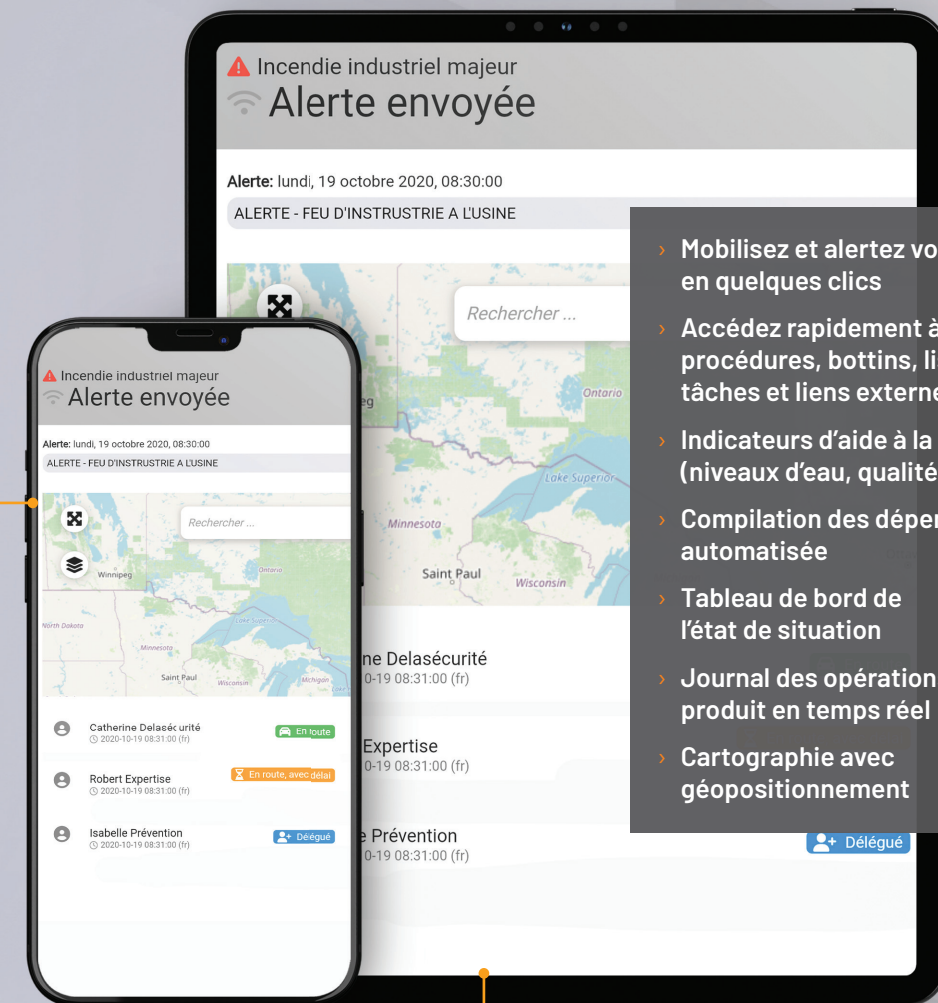 Incendie industriel majeur
Alerte envoyée
Alerte: lundi, 19 octobre 2020, 08:30:00
ALERTE - FEU D'INSTRUSTRIE A L'USINE
Rechercher ...
Ontario
Lake Superior
Minnesota
Saint Paul
Wisconsin
ne Delasécurité
0-19 08:31:00 (fr)
Expertise
0-19 08:31:00 (fr)
Prévention
0-19 08:31:00 (fr)
Délégué
› Mobilisez et alertez
en quelques clics
› Accédez rapidement à
procédures, bottins,
tâches et liens
› Indicateurs d'aide à la
(niveaux d'eau, qualité
› Compilation des
automatisée
› Tableau de bord de
l'état de situation
› Journal des opération
produit en temps réel
› Cartographie avec
géopositionnement
Incendie industriel majeur
Alerte envoyée
Alerte: lundi, 19 octobre 2020, 08:30:00
ALERTE - FEU D'INSTRUSTRIE A L'USINE
Rechercher ...
Winnipeg
Ontario
North Dakota
Lake Superior
Minnesota
Saint Paul
Wisconsin
Michigan
Catherine Delasécurité
2020-10-19 08:31:00 (fr)
En route
Robert Expertise
2020-10-19 08:31:00 (fr)
En route, avec délai
Isabelle Prévention
2020-10-19 08:31:00 (fr)
Délégué